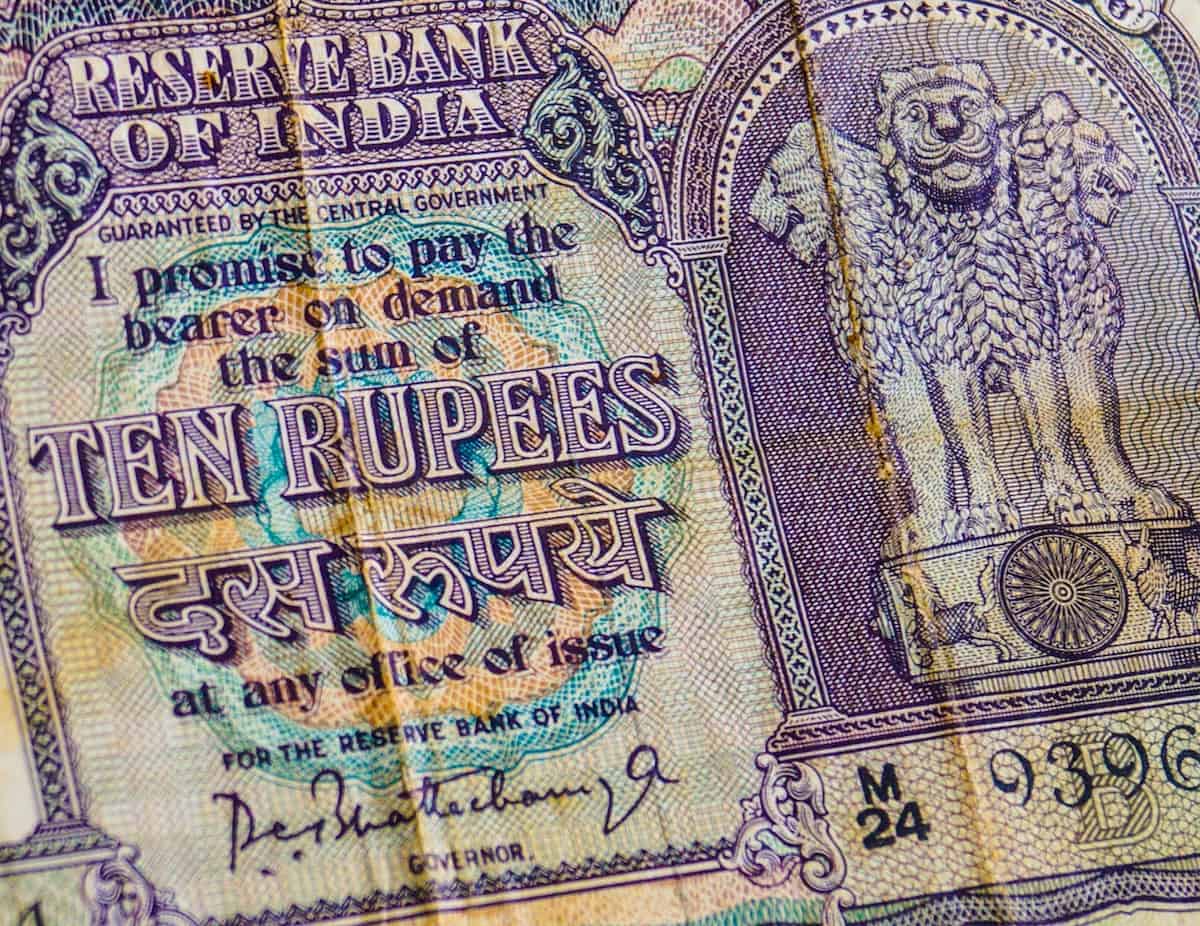 RESERVE BANK
OF INDIA
GUARANTEED BY THE CENTRAL GOVERNMENT
I promise to pay the
bearer on demand
the sum of
TEN RUPEES
दस रुपये
at any office of issue
FOR THE RESERVE BANK OF INDIA
GOVERNOR.
M
24
9396
B